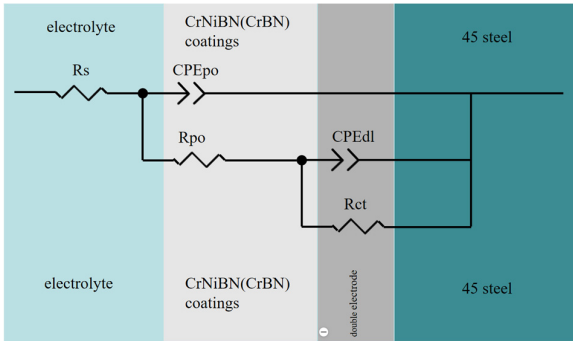 electrolyte
CrNiBN(CrBN)
coatings
45 steel
Rs
CPEpo
Rpo
CPEdl
Rct
electrolyte
CrNiBN(CrBN)
coatings
double electrode
45 steel